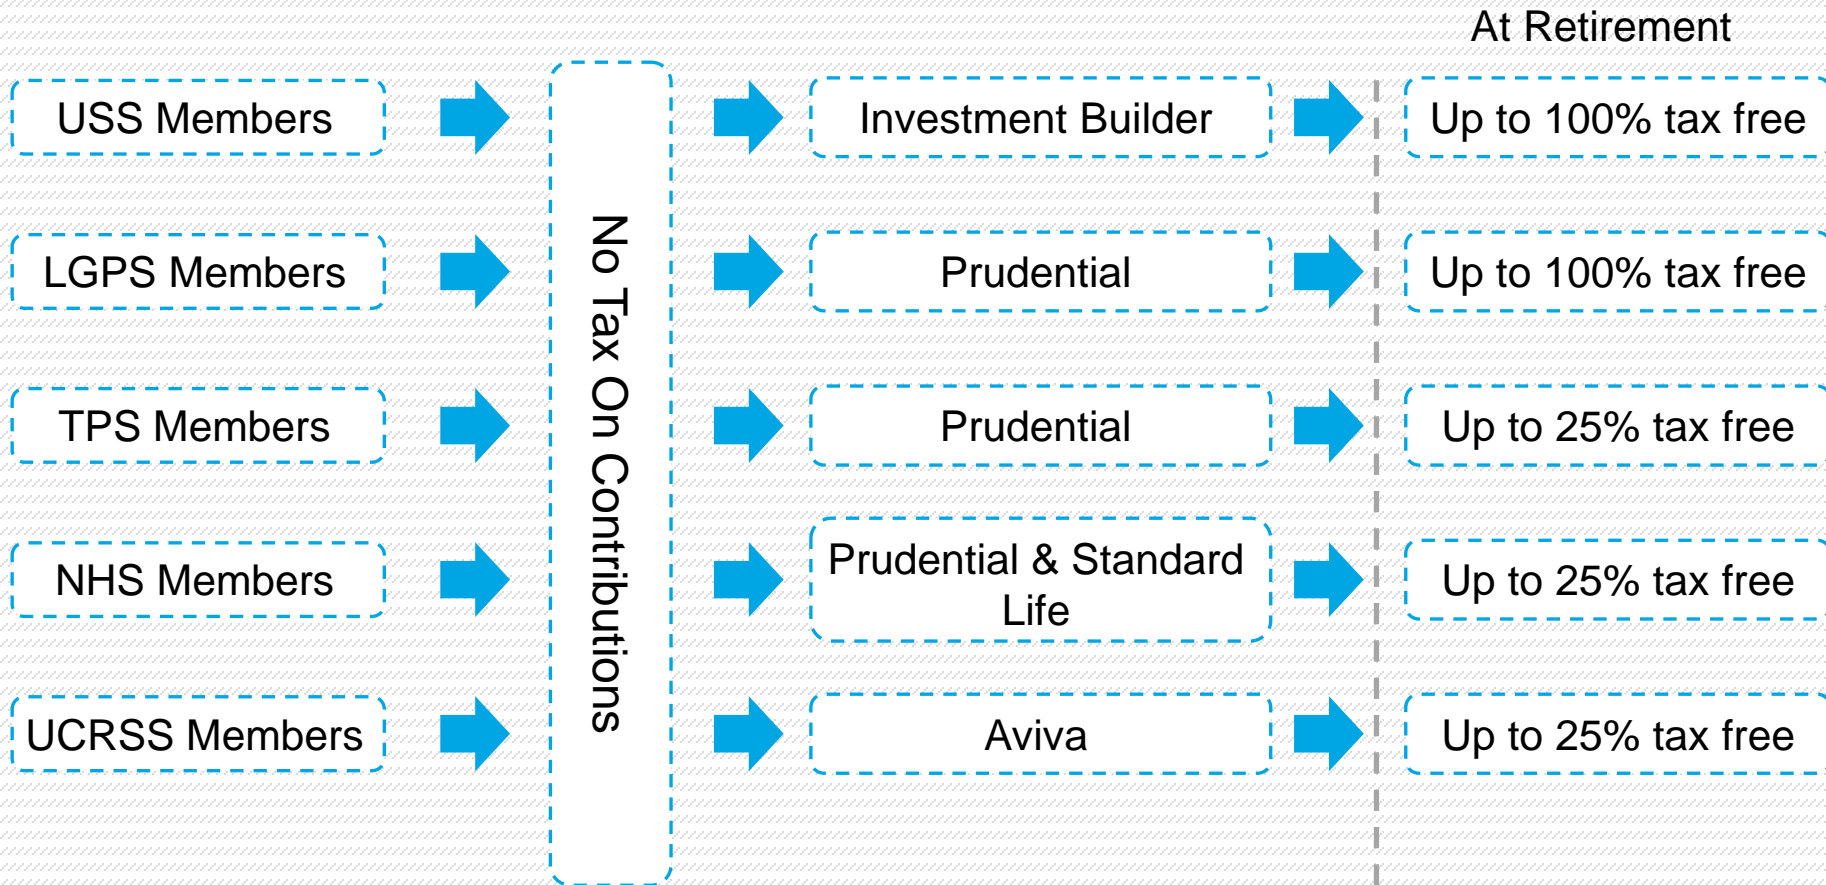 At Retirement
USS Members
Investment Builder
Up to 100% tax free
LGPS Members
Prudential
Up to 100% tax free
No Tax On Contributions
TPS Members
Prudential
Up to 25% tax free
NHS Members
Prudential & Standard
Life
Up to 25% tax free
UCRSS Members
Aviva
Up to 25% tax free